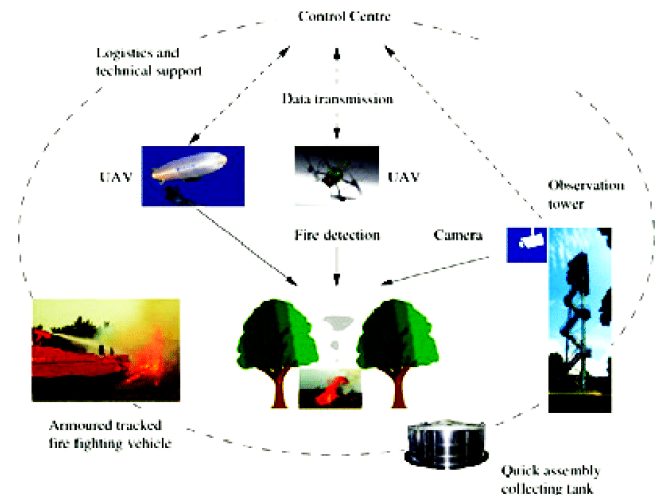 Control Centre
Logistics and
technical support
Data transmission
UAV
UAV
Observation
tower
Fire detection
Camera
Armoured tracked
fire fighting vehicle
Quick assembly
collecting tank